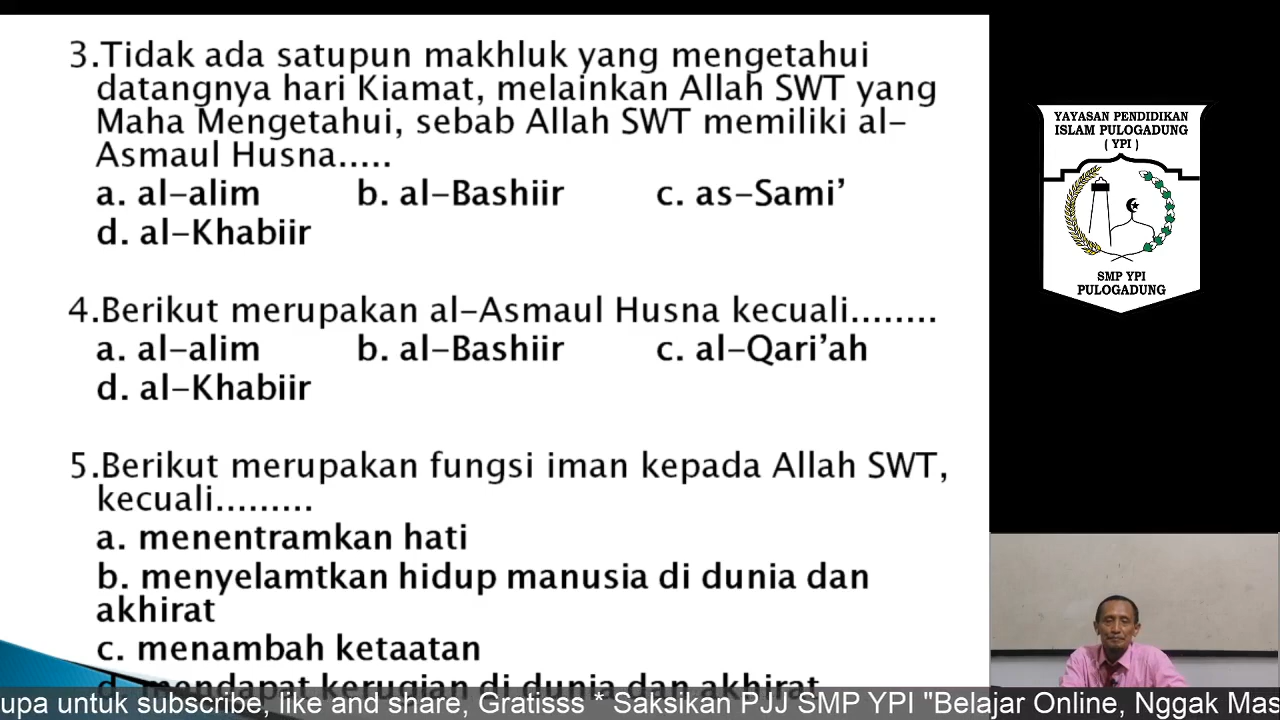 3.Tidak ada satupun makhluk yang mengetahui
datangnya hari Kiamat, melainkan Allah SWT yang
Maha Mengetahui, sebab Allah SWT memiliki al-
Asmaul Husna.....
a. al-alim b. al-Bashiir c. as-Sami’
d. al-Khabiir
4.Berikut merupakan al-Asmaul Husna kecuali........
a. al-alim b. al-Bashiir c. al-Qari’ah
d. al-Khabiir
5.Berikut merupakan fungsi iman kepada Allah SWT,
kecuali.........
a. menentramkan hati
b. menyelamtkan hidup manusia di dunia dan
akhirat
c. menambah ketaatan
d. mendapat kerugian di dunia dan akhirat
YAYASAN PENDIDIKAN
ISLAM PULOGADUNG
( YPI )
SMP YPI
PULOGADUNG
upa untuk subscribe, like and share, Gratisss * Saksikan PJJ SMP YPI "Belajar Online, Nggak Mas